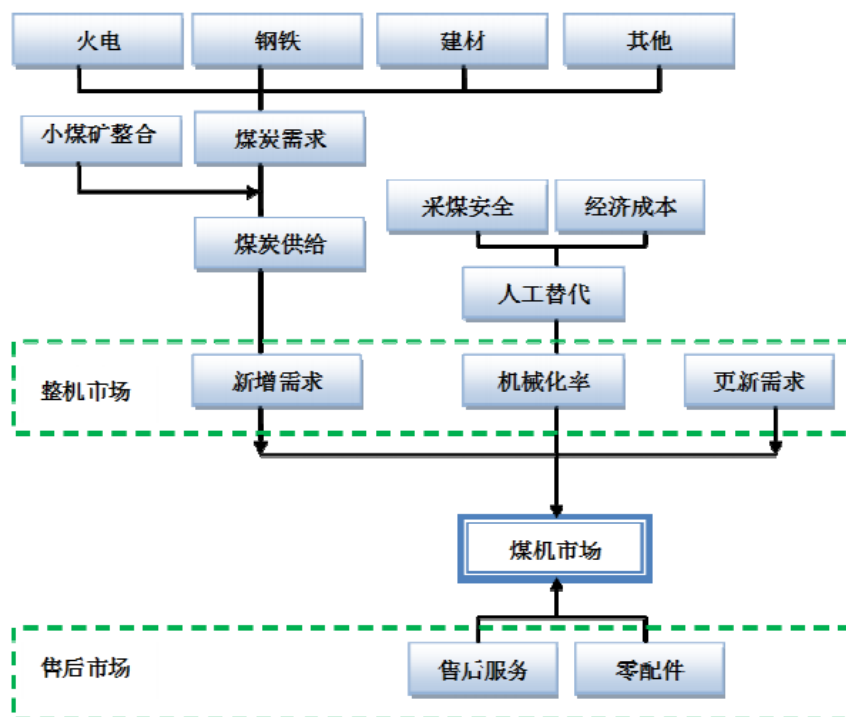 火电
钢铁
建材
其他
小煤矿整合
煤炭需求
采煤安全
经济成本
煤炭供给
人工替代
整机市场
新增需求
机械化率
更新需求
煤机市场
售后市场
售后服务
零配件